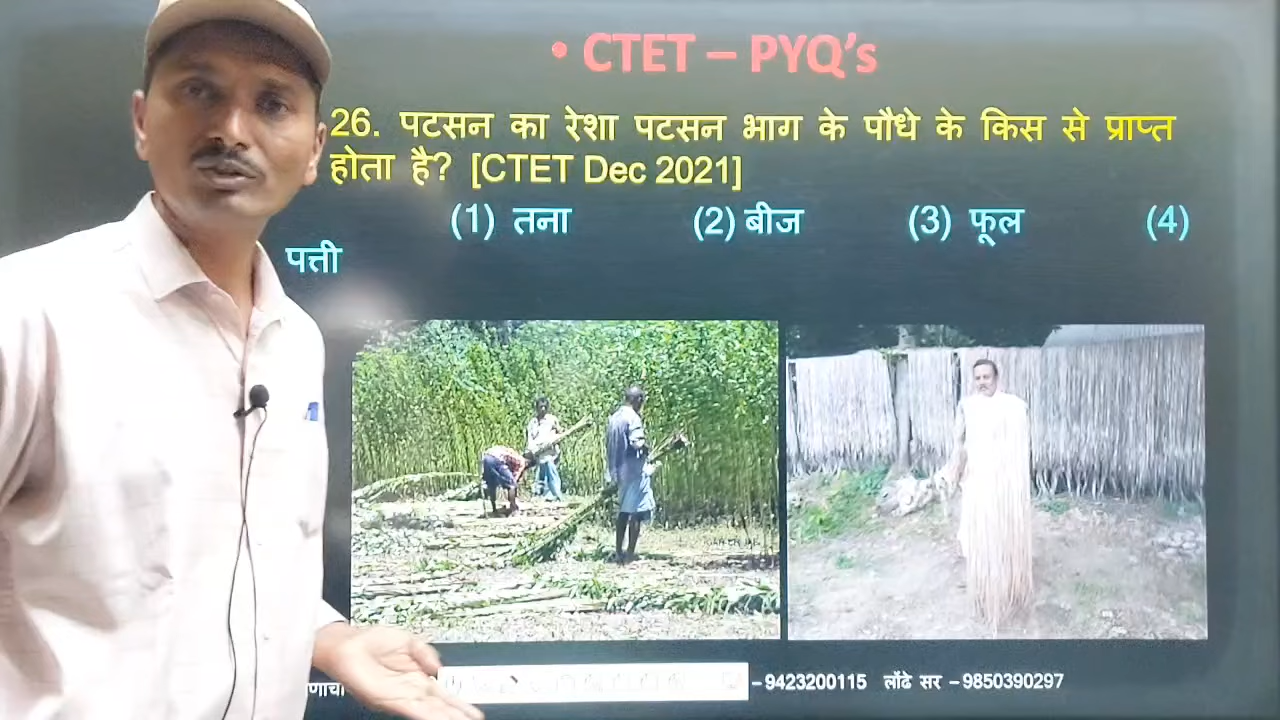 • CTET – PYQ’s
26. पटसन का रेशा पटसन भाग के पौधे के किस से प्राप्त
होता है? [CTET Dec 2021]
(1) तना (2) बीज (3) फूल (4)
पत्ती
–9423200115 लोंढे सर –9850390297